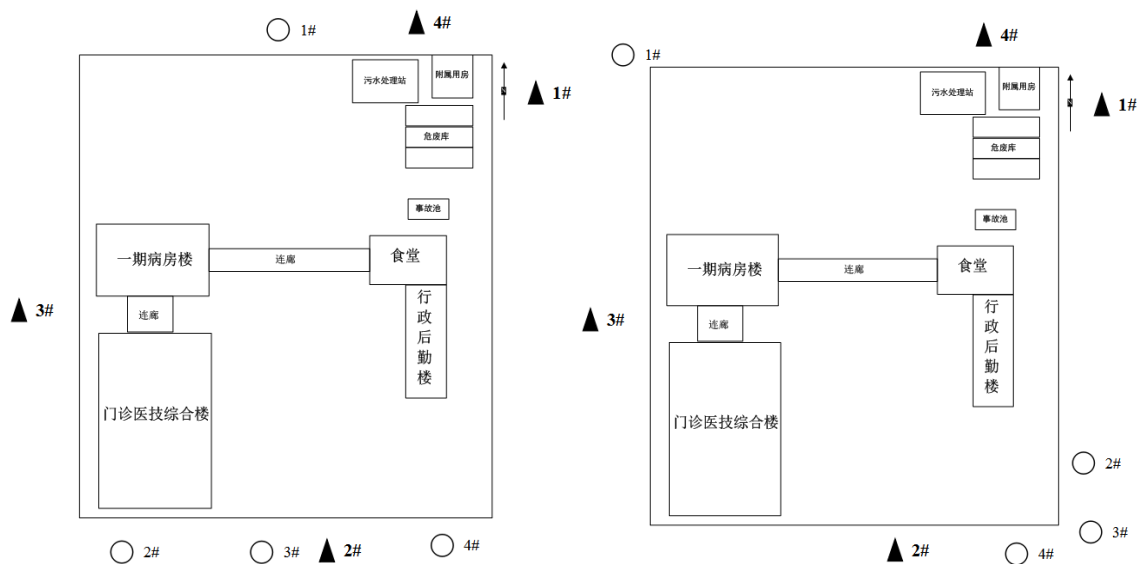 1#
4#
污水处理站
附属用房
1#
危废库
事故池
一期病房楼
连廊
食堂
3#
连廊
行政后勤楼
门诊医技综合楼
2#
3#
2#
4#
1#
4#
污水处理站
附属用房
1#
危废库
事故池
一期病房楼
连廊
食堂
3#
连廊
行政后勤楼
门诊医技综合楼
2#
3#
2#
4#